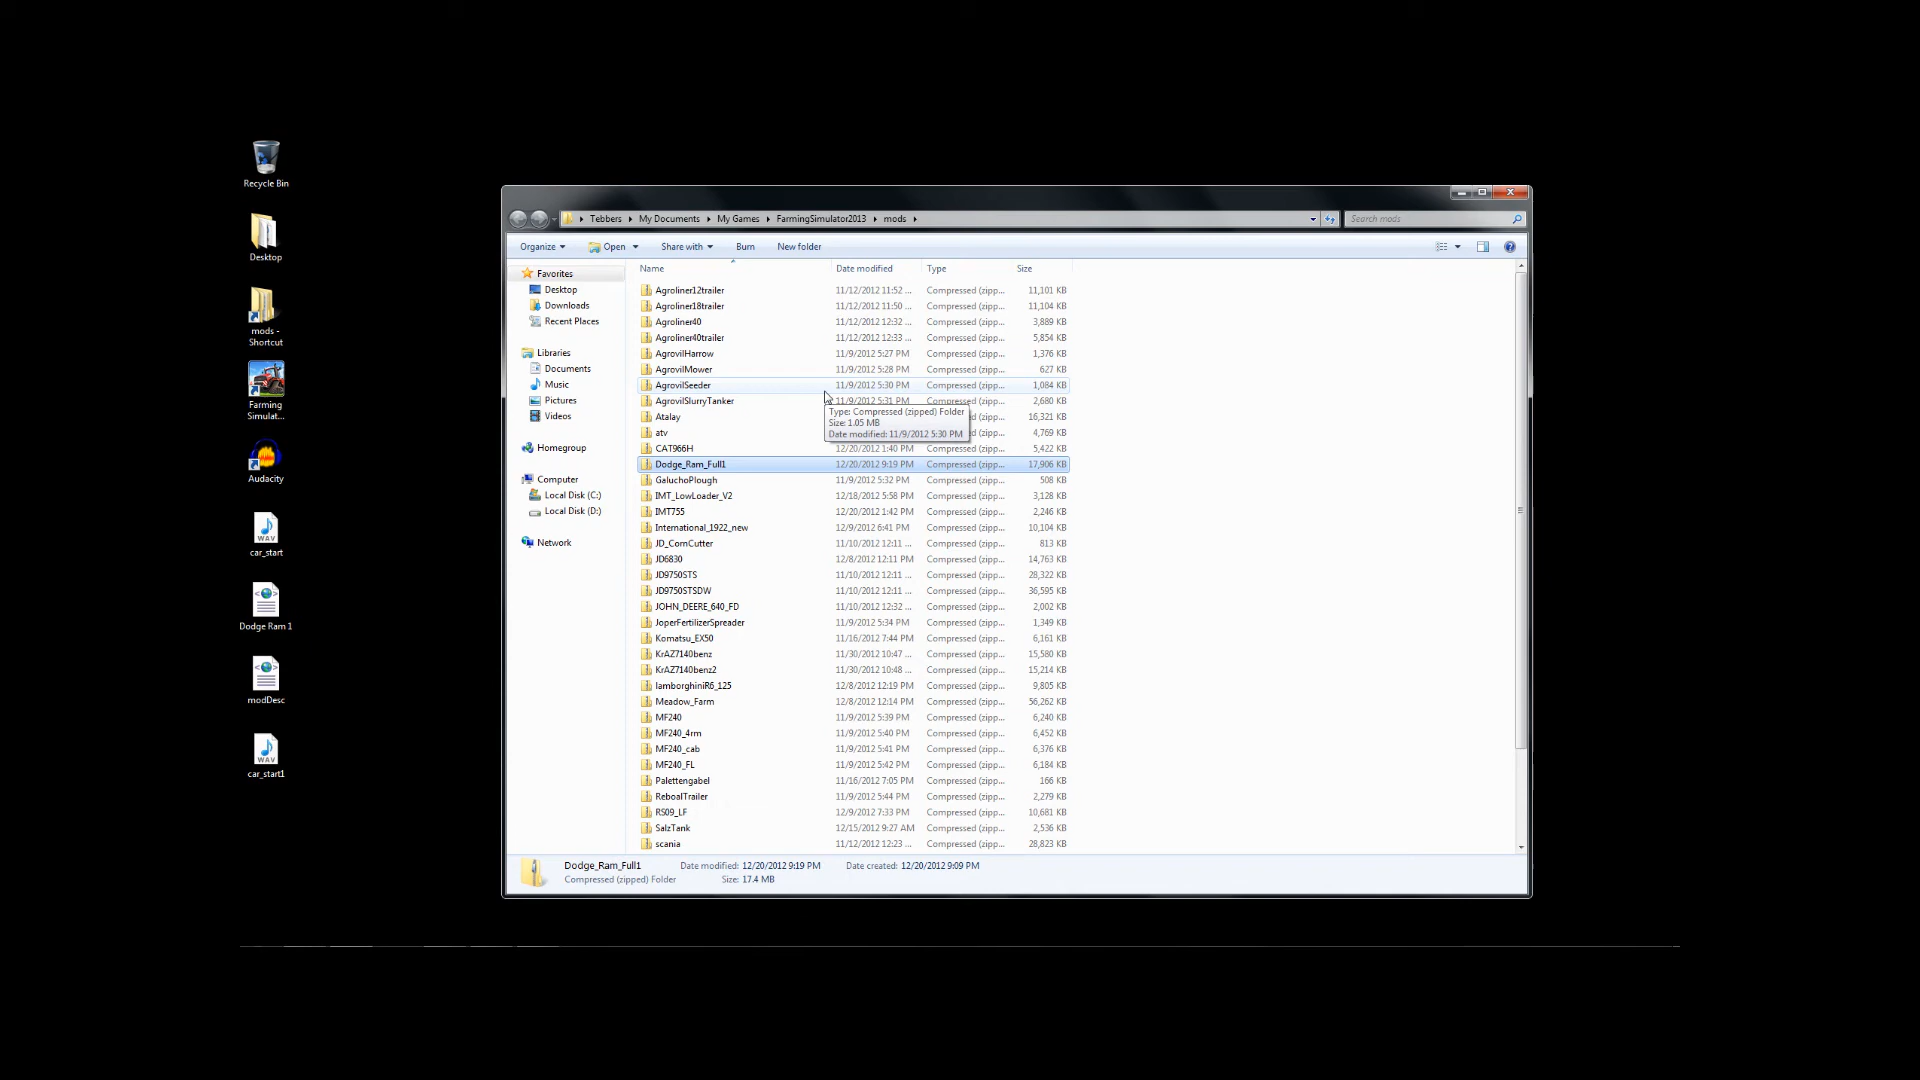 Recycle Bin
Desktop
mods -
Shortcut
Farming
Simulat...
Audacity
WAV
car_start
Dodge Ram 1
modDesc
WAV
car_start1
Tebbers
My Documents
My Games
FarmingSimulator2013
mods
Search mods
Organize
Open
Share with
Burn
New folder
Favorites
Desktop
Downloads
Recent Places
Libraries
Documents
Music
Pictures
Videos
Homegroup
Computer
Local Disk (C:)
Local Disk (D:)
Network
Name Date modified Type Size
Agroliner12trailer 11/12/2012 11:52 ... Compressed (zipp... 11,101 KB
Agroliner18trailer 11/12/2012 11:50 ... Compressed (zipp... 11,104 KB
Agroliner40 11/12/2012 12:32 ... Compressed (zipp... 3,889 KB
Agroliner40trailer 11/12/2012 12:33 ... Compressed (zipp... 5,854 KB
AgrovilHarrow 11/9/2012 5:27 PM Compressed (zipp... 1,376 KB
AgrovilMower 11/9/2012 5:28 PM Compressed (zipp... 627 KB
AgrovilSeeder 11/9/2012 5:30 PM Compressed (zipp... 1,084 KB
AgrovilSlurryTanker 11/9/2012 5:31 PM Compressed (zipp... 2,680 KB
Atalay 16,321 KB
atv 4,769 KB
Type: Compressed (zipped) Folder
Size: 1.05 MB
Date modified: 11/9/2012 5:30 PM
CAT966H 12/20/2012 1:40 PM Compressed (zipp... 5,422 KB
Dodge_Ram_Full1 12/20/2012 9:19 PM Compressed (zipp... 17,906 KB
GaluchoPlough 11/9/2012 5:32 PM Compressed (zipp... 508 KB
IMT_LowLoader_V2 12/18/2012 5:58 PM Compressed (zipp... 3,128 KB
IMT755 12/20/2012 1:42 PM Compressed (zipp... 2,246 KB
International_1922_new 12/9/2012 6:41 PM Compressed (zipp... 10,104 KB
JD_CornCutter 11/10/2012 12:11 ... Compressed (zipp... 813 KB
JD6830 12/8/2012 12:11 PM Compressed (zipp... 14,763 KB
JD9750STS 11/10/2012 12:11 ... Compressed (zipp... 28,322 KB
JD9750STSDW 11/10/2012 12:11 ... Compressed (zipp... 36,595 KB
JOHN_DEERE_640_FD 11/10/2012 12:32 ... Compressed (zipp... 2,002 KB
JoperFertilizerSpreader 11/9/2012 5:34 PM Compressed (zipp... 1,349 KB
Komatsu_EX50 11/16/2012 7:44 PM Compressed (zipp... 6,161 KB
KrAZ7140benz 11/30/2012 10:47 ... Compressed (zipp... 15,580 KB
KrAZ7140benz2 11/30/2012 10:48 ... Compressed (zipp... 15,214 KB
lamborghiniR6_125 12/8/2012 12:19 PM Compressed (zipp... 9,805 KB
Meadow_Farm 12/8/2012 12:14 PM Compressed (zipp... 56,262 KB
MF240 11/9/2012 5:39 PM Compressed (zipp... 6,240 KB
MF240_4rm 11/9/2012 5:40 PM Compressed (zipp... 6,452 KB
MF240_cab 11/9/2012 5:41 PM Compressed (zipp... 6,376 KB
MF240_FL 11/9/2012 5:42 PM Compressed (zipp... 6,184 KB
Palettengabel 11/16/2012 7:05 PM Compressed (zipp... 166 KB
ReboalTrailer 11/9/2012 5:44 PM Compressed (zipp... 2,279 KB
RS09_LF 12/9/2012 7:33 PM Compressed (zipp... 10,681 KB
SalzTank 12/15/2012 9:27 AM Compressed (zipp... 2,536 KB
scania 11/12/2012 12:23 ... Compressed (zipp... 28,823 KB
Dodge_Ram_Full1 Date modified: 12/20/2012 9:19 PM Date created: 12/20/2012 9:09 PM
Compressed (zipped) Folder Size: 17.4 MB